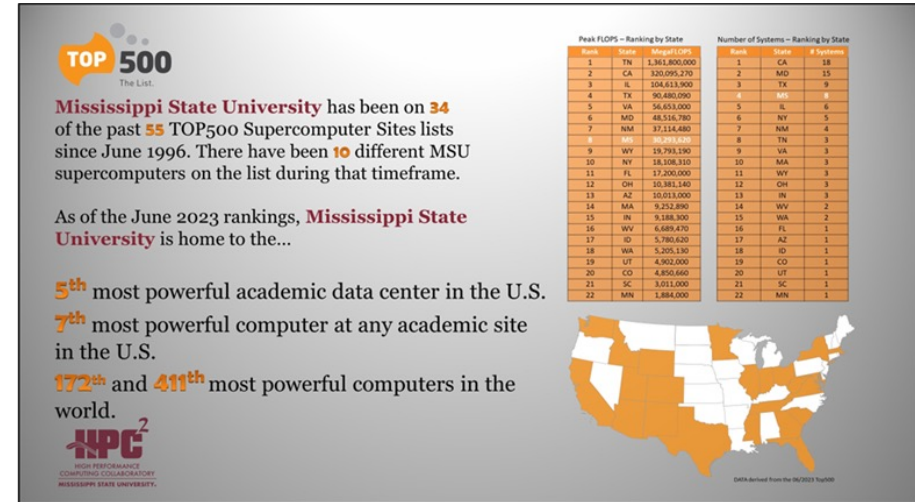 TOP 500
The List.
Mississippi State University has been on 34
of the past 55 TOP500 Supercomputer Sites lists
since June 1996. There have been 10 different MSU
supercomputers on the list during that timeframe.
As of the June 2023 rankings, Mississippi State
University is home to the...
5th most powerful academic data center in the U.S.
7th most powerful computer at any academic site
in the U.S.
172th and 411th most powerful computers in the
world.
HPC2
HIGH PERFORMANCE
COMPUTING COLLABORATORY
MISSISSIPPI STATE UNIVERSITY.
Peak FLOPS – Ranking by State
Rank State MegaFLOPS
1 TN 1,361,800,000
2 CA 320,095,270
3 IL 104,613,900
4 TX 90,480,090
5 VA 56,653,000
6 MD 48,516,780
7 NM 37,114,480
8 MS 30,293,620
9 WY 19,793,190
10 NY 18,108,310
11 FL 17,200,000
12 OH 10,381,140
13 AZ 10,013,000
14 MA 9,252,890
15 IN 9,188,300
16 WV 6,689,470
17 ID 5,780,620
18 WA 5,205,130
19 UT 4,902,000
20 CO 4,850,660
21 SC 3,011,000
22 MN 1,884,000
Number of Systems – Ranking by State
Rank State # Systems
1 CA 18
2 MD 15
3 TX 9
4 MS 8
5 IL 6
6 NY 5
7 NM 4
8 TN 3
9 VA 3
10 MA 3
11 WY 3
12 OH 3
13 IN 3
14 WV 2
15 WA 2
16 FL 1
17 AZ 1
18 ID 1
19 CO 1
20 UT 1
21 SC 1
22 MN 1
DATA derived from the 06/2023 Top500